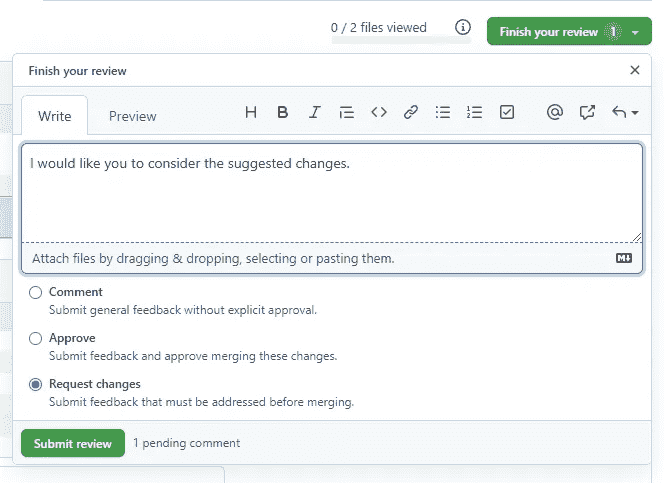 0 / 2 files viewed
Finish your review 1
Finish your review
Write
Preview
H B I
I would like you to consider the suggested changes.
Attach files by dragging & dropping, selecting or pasting them.
Comment
Submit general feedback without explicit approval.
Approve
Submit feedback and approve merging these changes.
Request changes
Submit feedback that must be addressed before merging.
Submit review
1 pending comment